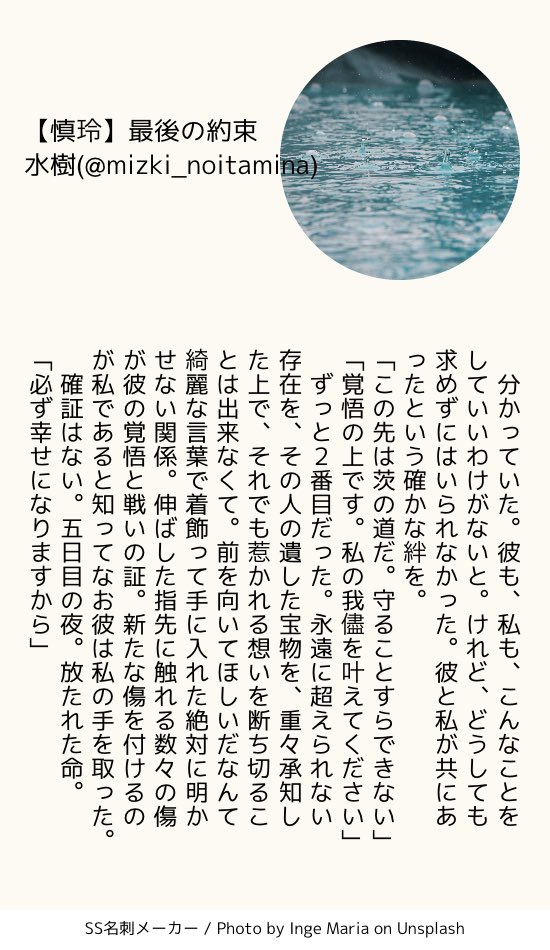 【慎玲】最後の約束
水樹(@mizki_noitamina)
分かっていた。彼も、私も、こんなことを
していいわけがないと。けれど、どうしても
求めずにはいられなかった。彼と私が共にあ
ったという確かな絆を。
「この先は茨の道だ。守ることすらできない」
「覚悟の上です。私の我儘を叶えてください」
ずっと2番目だった。永遠に超えられない
存在を、その人の遺した宝物を、重々承知し
た上で、それでも惹かれる想いを断ち切るこ
とは出来なくて。前を向いてほしいだなんて
綺麗な言葉で着飾って手に入れた絶対に明か
せない関係。伸ばした指先に触れる数々の傷
が彼の覚悟と戦いの証。新たな傷を付けるの
が私であると知ってなお彼は私の手を取った。
確証はない。五日目の夜。放たれた命。
「必ず幸せになりますから」
SS名刺メーカー / Photo by Inge Maria on Unsplash